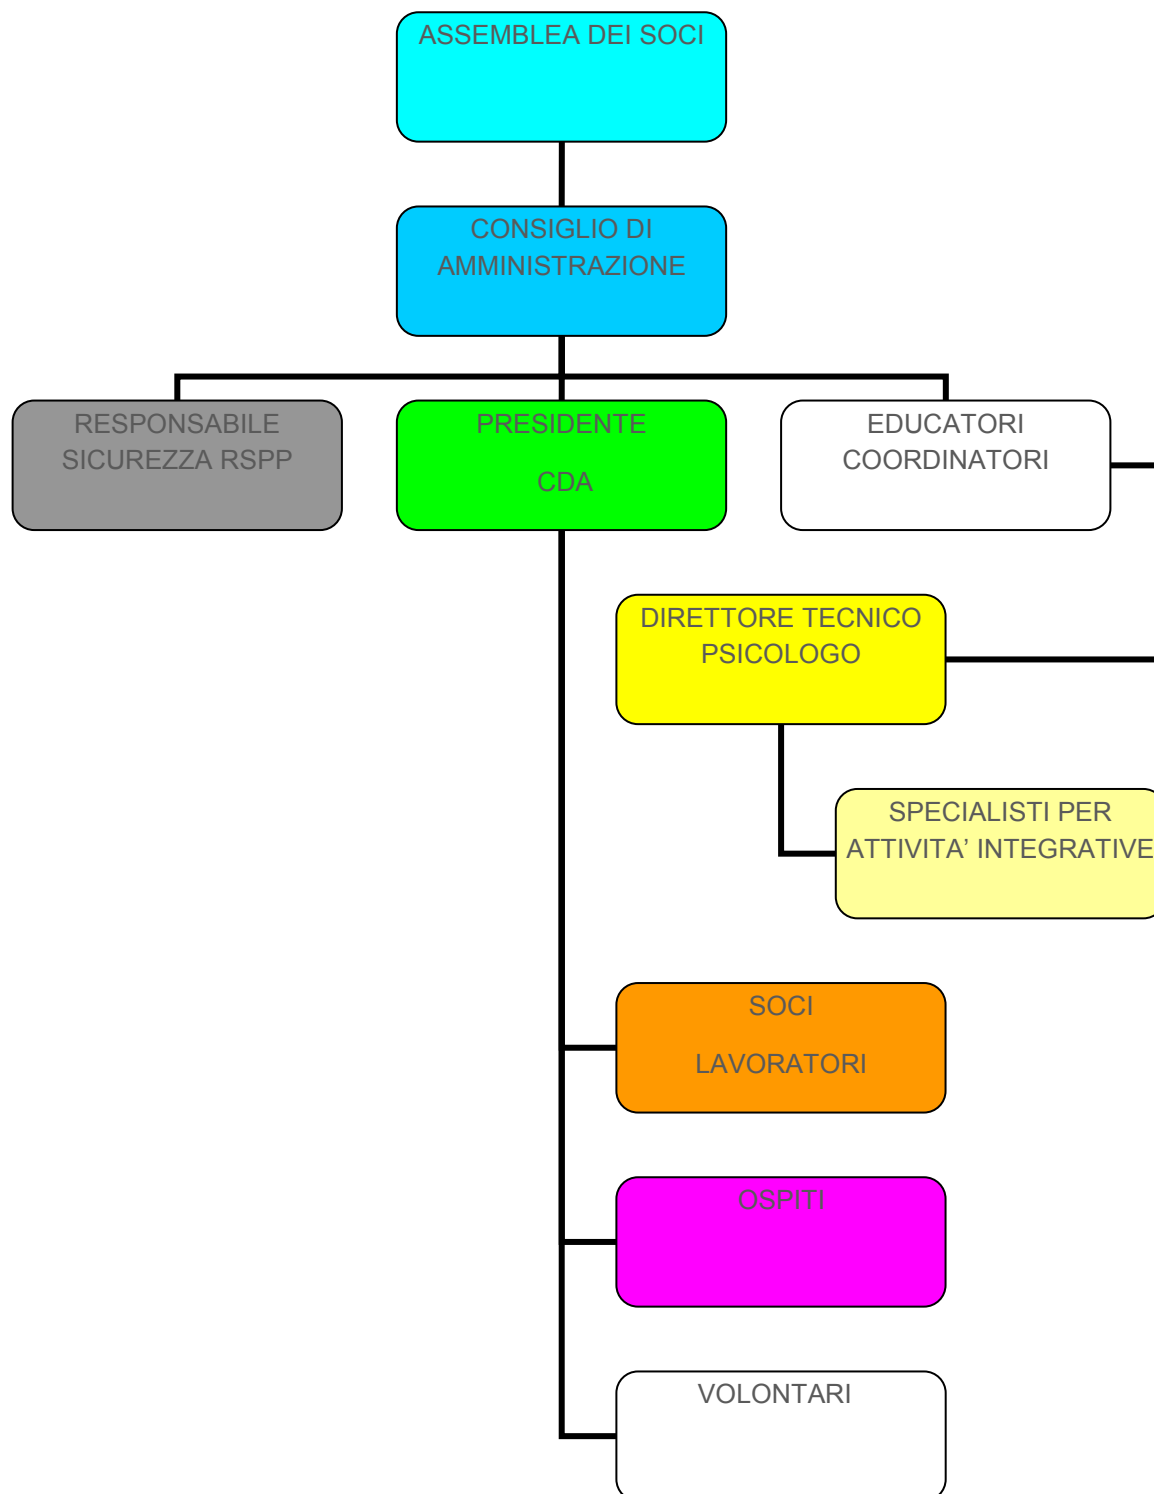 ASSEMBLEA DEI SOCI
CONSIGLIO DI
AMMINISTRAZIONE
RESPONSABILE
SICUREZZA RSPP
PRESIDENTE
CDA
EDUCATORI
COORDINATORI
DIRETTORE TECNICO
PSICOLOGO
SPECIALISTI PER
ATTIVITA’ INTEGRATIVE
SOCI
LAVORATORI
OSPITI
VOLONTARI